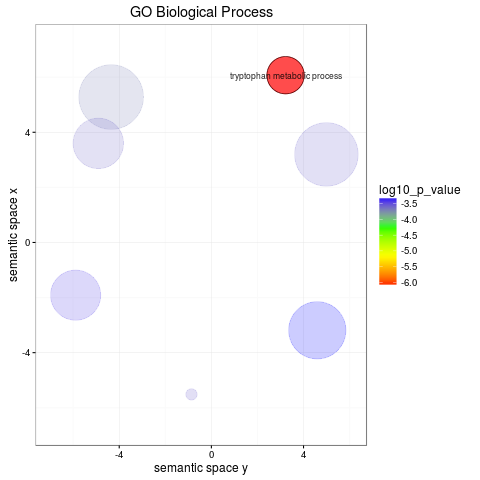 GO Biological Process
tryptophan metabolic process
4
0
-4
semantic space x
-4
0
4
semantic space y
log10_p_value
-3.5
-4.0
-4.5
-5.0
-5.5
-6.0